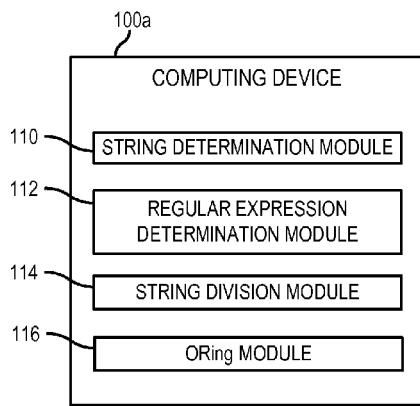 100a
COMPUTING DEVICE
110
STRING DETERMINATION MODULE
112
REGULAR EXPRESSION
DETERMINATION MODULE
114
STRING DIVISION MODULE
116
ORing MODULE